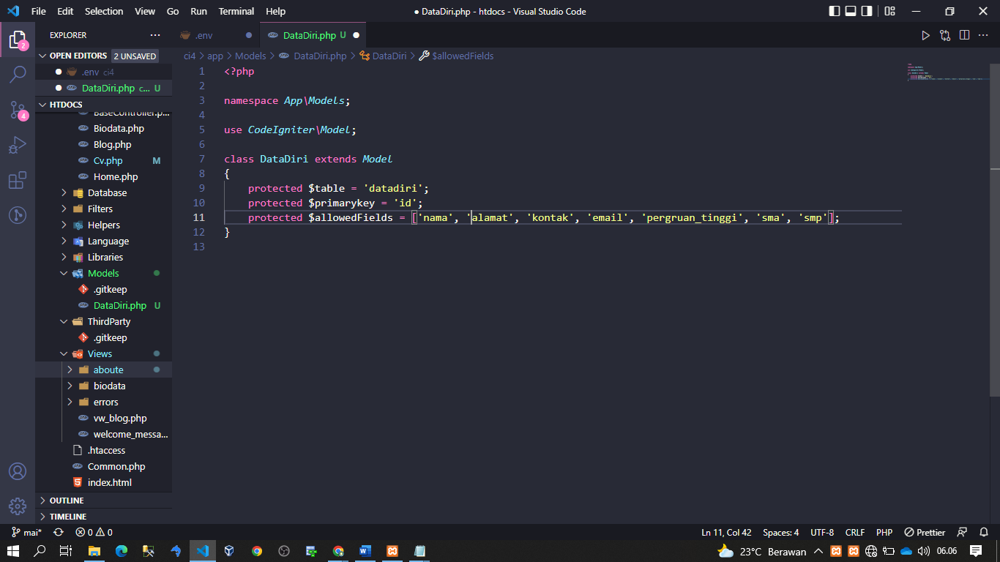 File Edit Selection View Go Run Terminal Help
● DataDiri.php - htdocs - Visual Studio Code
EXPLORER
OPEN EDITORS 2 UNSAVED
.env ci4
DataDiri.php c... U
HTDOCS
BaseController.p...
Biodata.php
Blog.php
Cv.php M
Home.php
Database
Filters
Helpers
Language
Libraries
Models
.gitkeep
DataDiri.php U
ThirdParty
.gitkeep
Views
aboute
biodata
errors
vw_blog.php
welcome_messa...
.htaccess
Common.php
index.html
OUTLINE
TIMELINE
2
4
.env
DataDiri.php U
ci4 > app > Models > DataDiri.php > DataDiri > $allowedFields
1 <?php
2
3 namespace App\Models;
4
5 use CodeIgniter\Model;
6
7 class DataDiri extends Model
8 {
9 protected $table = 'datadiri';
10 protected $primarykey = 'id';
11 protected $allowedFields = ['nama', 'alamat', 'kontak', 'email', 'pergruan_tinggi', 'sma', 'smp'];
12 }
13
mai* 0 0
Ln 11, Col 42 Spaces: 4 UTF-8 CRLF PHP Prettier
23°C Berawan 06.06